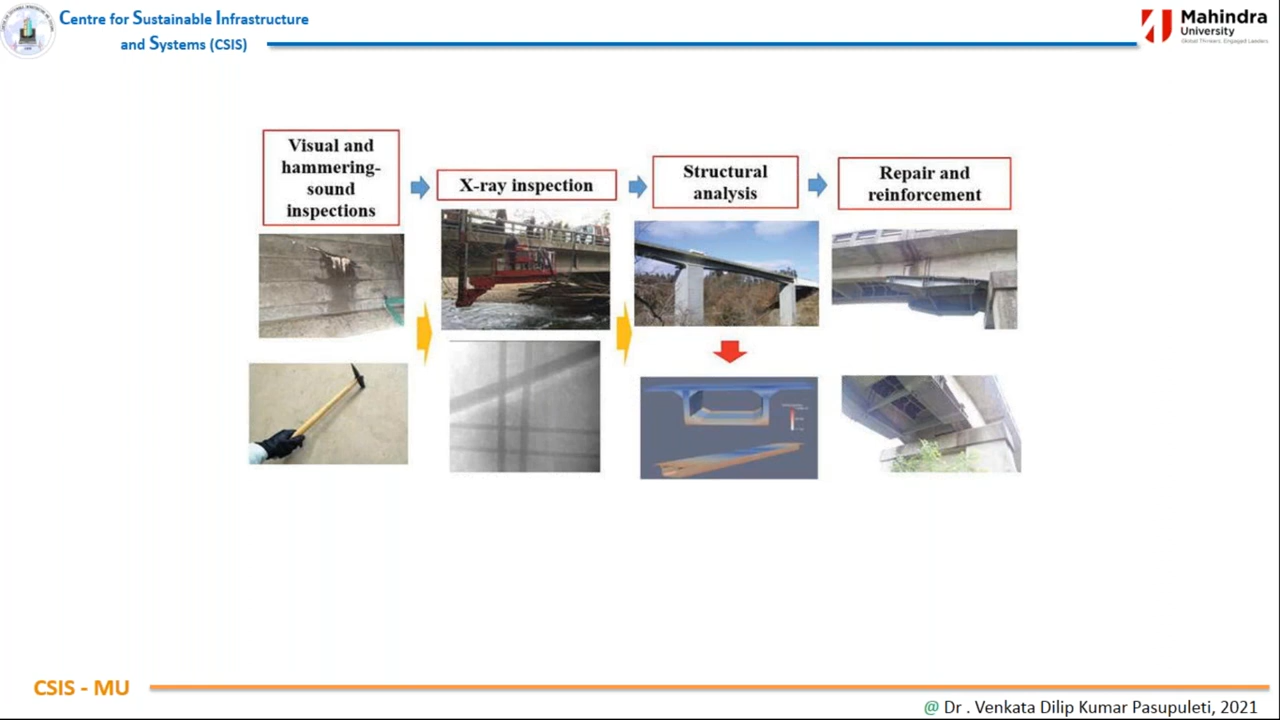 Centre for Sustainable Infrastructure
and Systems (CSIS)
Mahindra
University
Global Thinkers. Engaged Leaders.
Visual and
hammering-
sound
inspections
X-ray inspection
Structural
analysis
Repair and
reinforcement
CSIS - MU
@ Dr . Venkata Dilip Kumar Pasupuleti, 2021